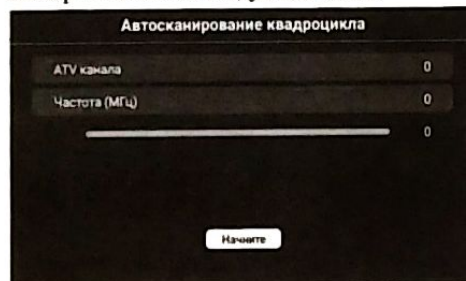 Автосканирование квадроцикла
ATV канала 0
Частота (МГц) 0
0
Начните